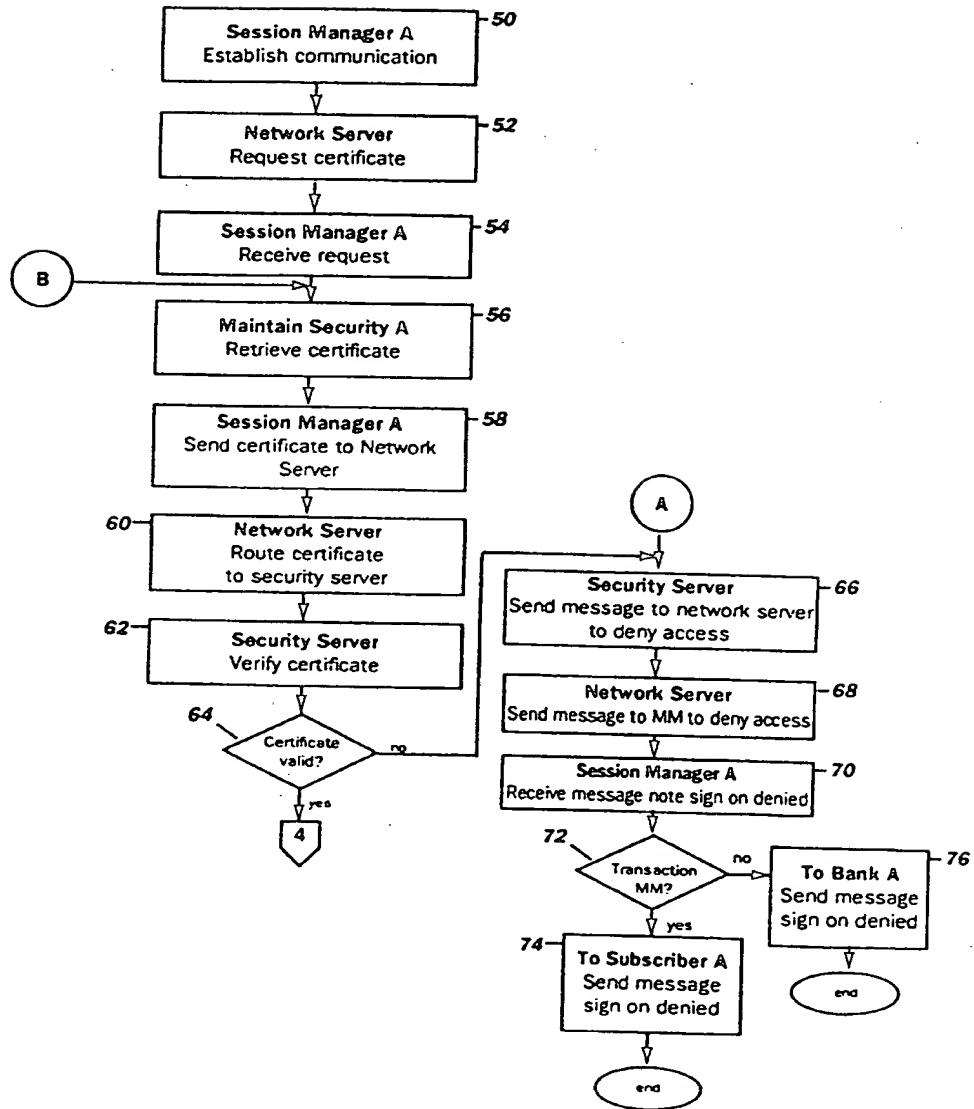 Session Manager A
Establish communication
50
Network Server
Request certificate
52
Session Manager A
Receive request
54
B
Maintain Security A
Retrieve certificate
56
Session Manager A
Send certificate to Network
Server
58
60
Network Server
Route certificate
to security server
62
Security Server
Verify certificate
64
Certificate
valid?
no
yes
4
A
Security Server
Send message to network server
to deny access
66
Network Server
Send message to MM to deny access
68
Session Manager A
Receive message note sign on denied
70
72
Transaction
MM?
no
yes
To Bank A
Send message
sign on denied
76
end
74
To Subscriber A
Send message
sign on denied
end